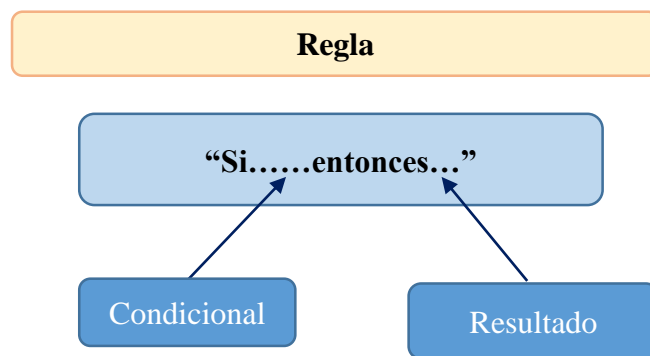 Regla
“Si……entonces…”
Condicional
Resultado